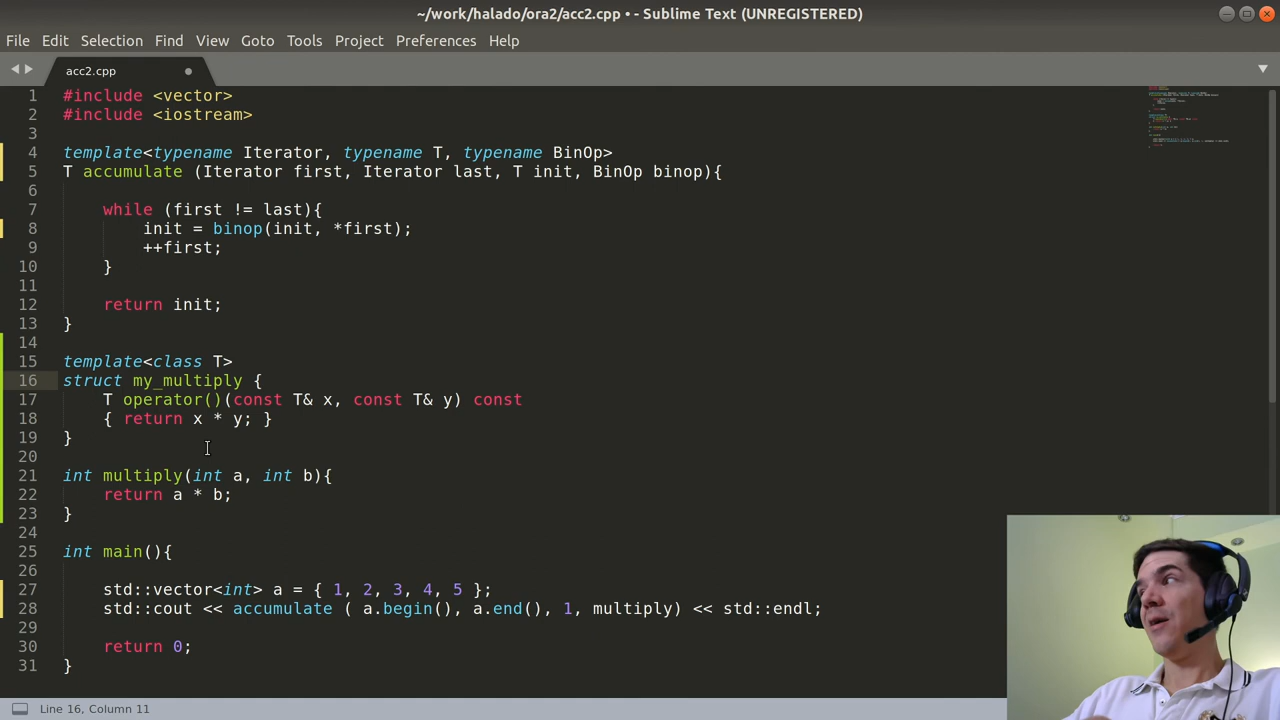 ~/work/halado/ora2/acc2.cpp • - Sublime Text (UNREGISTERED)
File Edit Selection Find View Goto Tools Project Preferences Help
acc2.cpp
1 #include <vector>
2 #include <iostream>
3
4 template<typename Iterator, typename T, typename BinOp>
5 T accumulate (Iterator first, Iterator last, T init, BinOp binop){
6
7 while (first != last){
8 init = binop(init, *first);
9 ++first;
10 }
11
12 return init;
13 }
14
15 template<class T>
16 struct my_multiply {
17 T operator()(const T& x, const T& y) const
18 { return x * y; }
19 }
20
21 int multiply(int a, int b){
22 return a * b;
23 }
24
25 int main(){
26
27 std::vector<int> a = { 1, 2, 3, 4, 5 };
28 std::cout << accumulate ( a.begin(), a.end(), 1, multiply) << std::endl;
29
30 return 0;
31 }
Line 16, Column 11